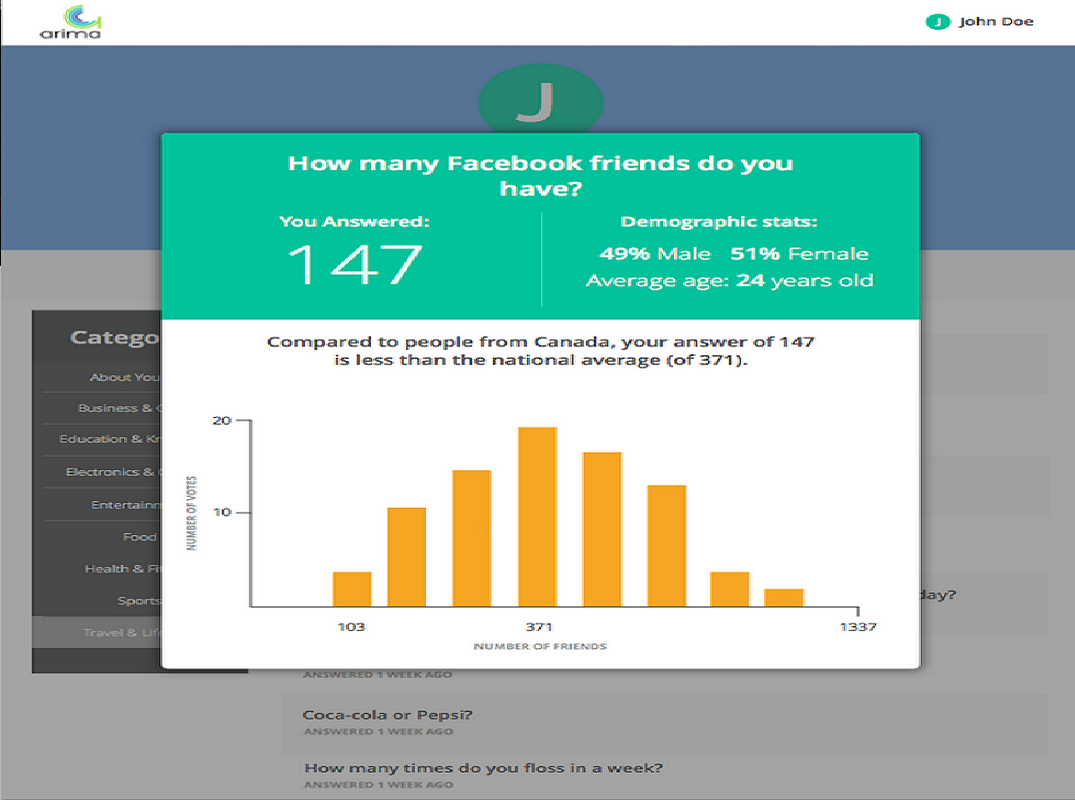 arima
J John Doe
J
How many Facebook friends do you
have?
You Answered:
147
Demographic stats:
49% Male 51% Female
Average age: 24 years old
Compared to people from Canada, your answer of 147
is less than the national average (of 371).
20
10
NUMBER OF VOTES
103 371 1337
NUMBER OF FRIENDS
Catego
About You
Business &
Education & Kr
Electronics &
Entertainm
Food
Health & Fit
Sports
Travel & Life
day?
ANSWERED 1 WEEK AGO
Coca-cola or Pepsi?
ANSWERED 1 WEEK AGO
How many times do you floss in a week?
ANSWERED 1 WEEK AGO